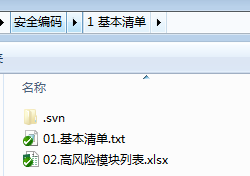 安全编码 1 基本清单
名称
.svn
01.基本清单.txt
02.高风险模块列表.xlsx